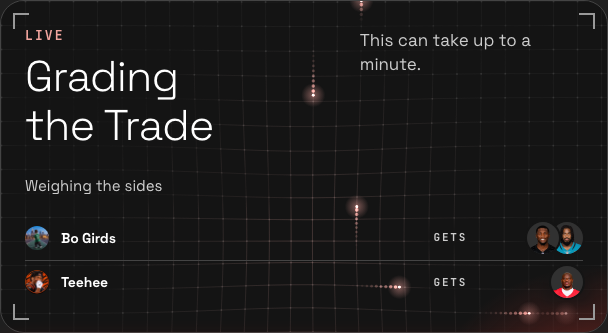 LIVE
Grading
the Trade
This can take up to a
minute.
Weighing the sides
Bo Girds
GETS
Teehee
GETS